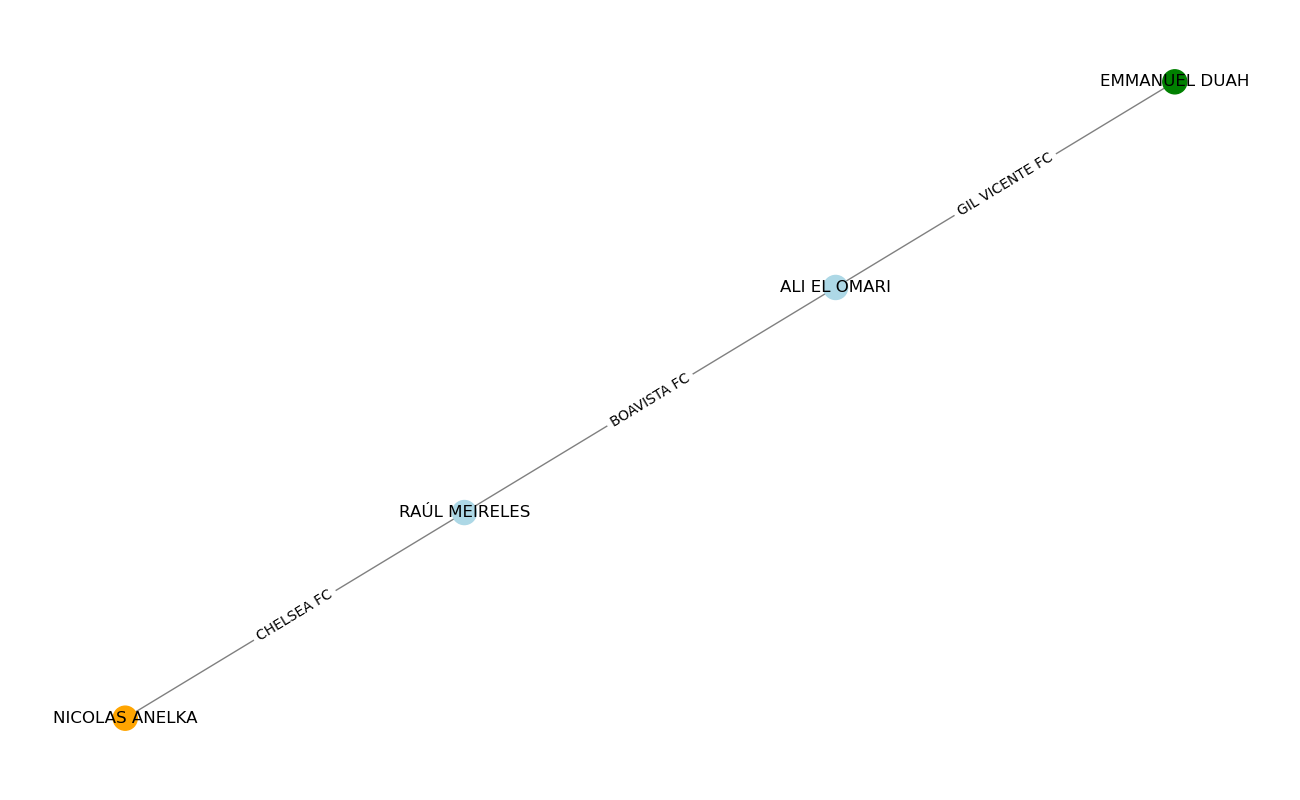 EMMANUEL DUAH
GIL VICENTE FC
ALI EL OMARI
BOAVISTA FC
RAÚL MEIRELES
CHELSEA FC
NICOLAS ANELKA